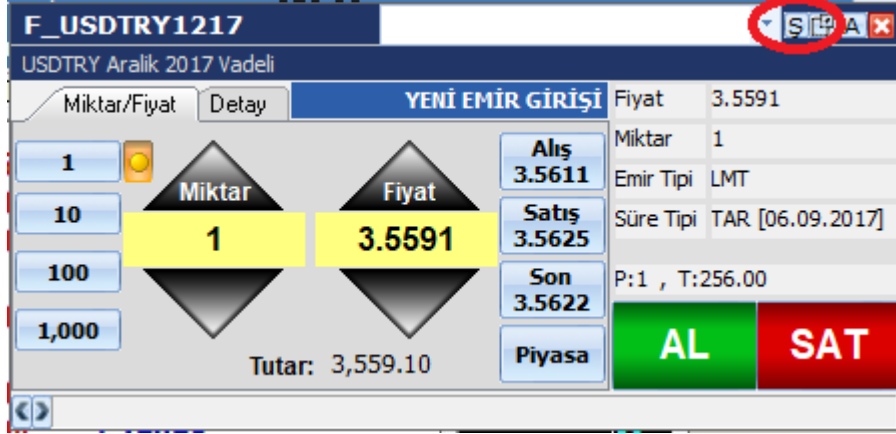 F_USDTRY1217
Ş A
USDTRY Aralik 2017 Vadeli
Miktar/Fiyat Detay YENİ EMİR GİRİŞİ
1
10
100
1,000
Miktar
1
Fiyat
3.5591
Tutar: 3,559.10
Alış
3.5611
Satış
3.5625
Son
3.5622
Piyasa
Fiyat 3.5591
Miktar 1
Emir Tipi LMT
Süre Tipi TAR [06.09.2017]
P:1 , T:256.00
AL SAT